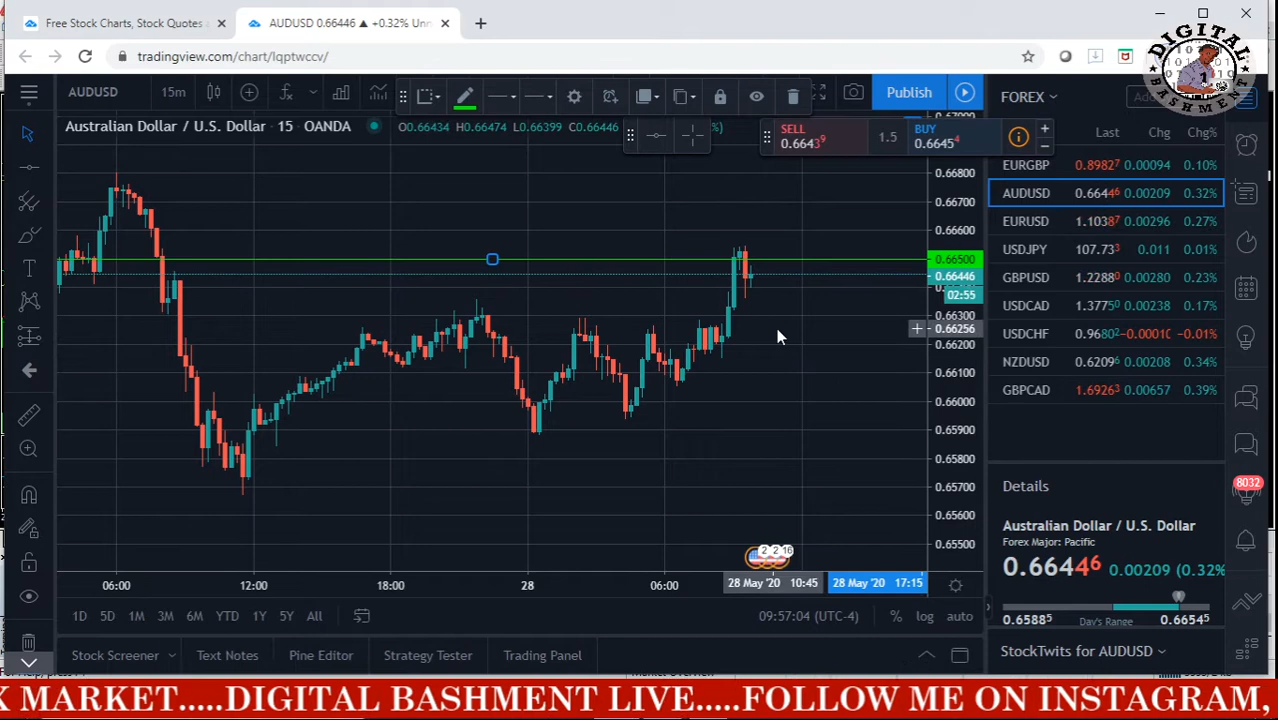 Free Stock Charts, Stock Quotes
AUDUSD 0.66446 ▲ +0.32% Unn
tradingview.com/chart/lqptwccv/
DIGITAL
BASHMENT
1
AUDUSD
15m
Publish
FOREX
Australian Dollar / U.S. Dollar · 15 OANDA
O0.66434 H0.66474 L0.66399 C0.66446
%)
SELL
0.66439
1.5
BUY
0.66454
Last Chg Chg%
EURGBP 0.89827 0.00094 0.10%
AUDUSD 0.66446 0.00209 0.32%
EURUSD 1.10387 0.00296 0.27%
USDJPY 107.733 0.011 0.01%
GBPUSD 1.22880 0.00280 0.23%
USDCAD 1.37750 0.00238 0.17%
USDCHF 0.96802 −0.00010 −0.01%
NZDUSD 0.62096 0.00208 0.34%
GBPCAD 1.69263 0.00657 0.39%
0.66800
0.66700
0.66600
0.66500
0.66446
02:55
0.66300
0.66256
0.66200
0.66100
0.66000
0.65900
0.65800
0.65700
0.65600
0.65500
Details
8032
Australian Dollar / U.S. Dollar
Forex Major: Pacific
0.66446 0.00209 (0.32%
0.65885 Day's Range 0.66545
2 2 16
06:00 12:00 18:00 28 06:00 28 May '20 10:45 28 May '20 17:15
1D 5D 1M 3M 6M YTD 1Y 5Y All
09:57:04 (UTC-4) % log auto
Stock Screener Text Notes Pine Editor Strategy Tester Trading Panel
StockTwits for AUDUSD
X MARKET.....DIGITAL BASHMENT LIVE.....FOLLOW ME ON INSTAGRAM,